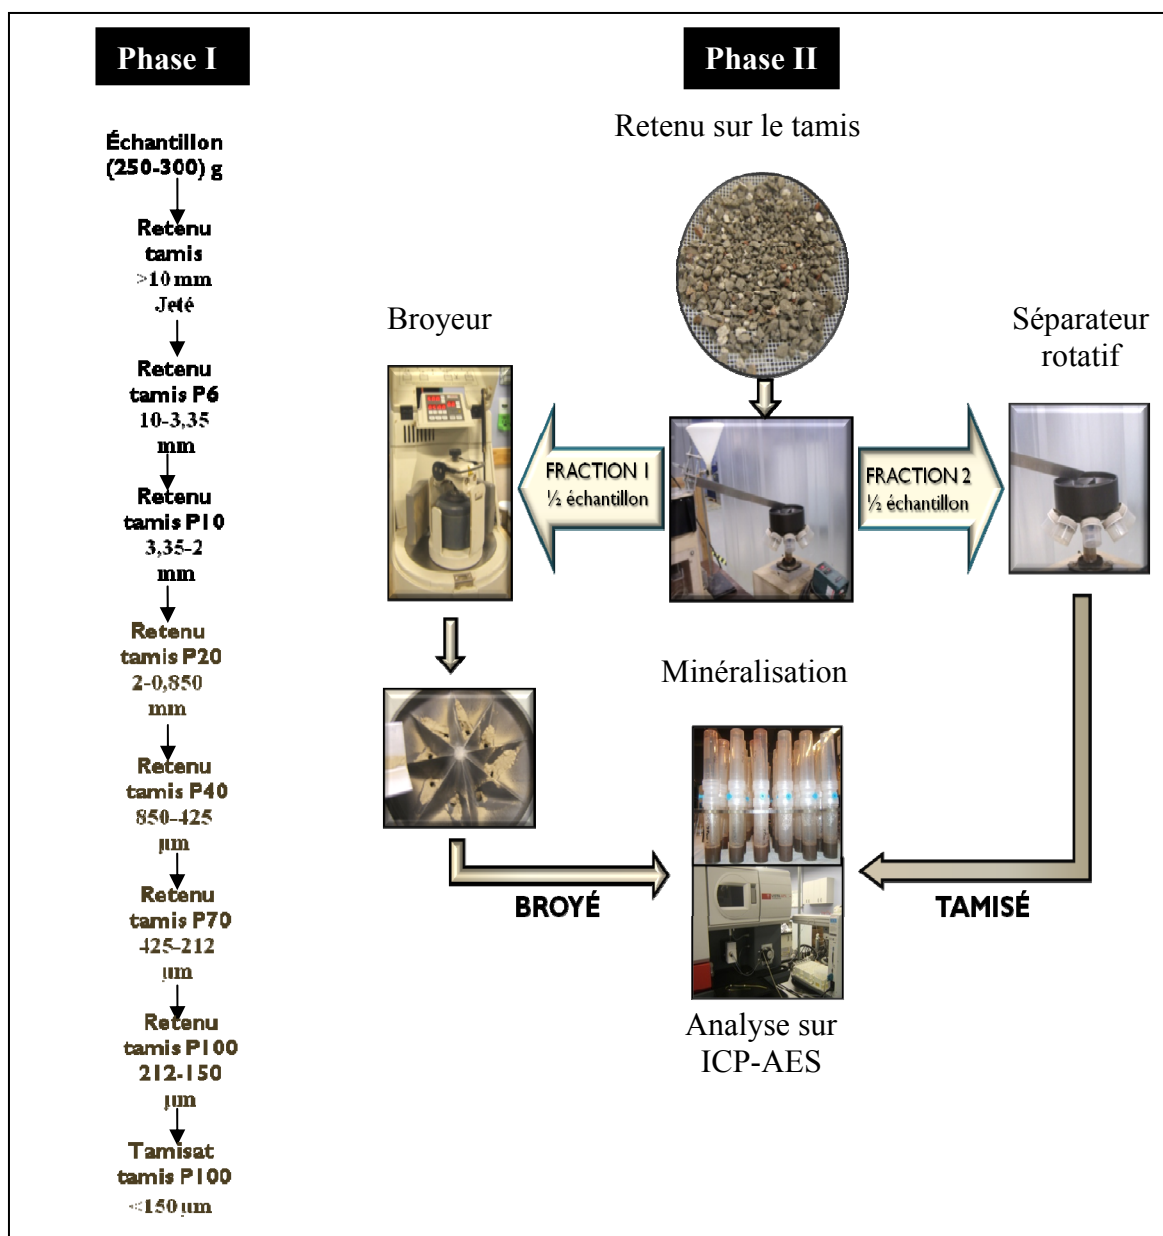 Phase I
Échantillon
(250-300) g
Retenu
tamis
>10 mm
Jeté
Retenu
tamis P6
10-3,35
mm
Retenu
tamis P10
3,35-2
mm
Retenu
tamis P20
2-0,850
mm
Retenu
tamis P40
850-425
µm
Retenu
tamis P70
425-212
µm
Retenu
tamis P100
212-150
µm
Tamisat
tamis P100
<150 µm
Phase II
Retenu sur le tamis
Broyeur
Séparateur
rotatif
FRACTION 1
½ échantillon
FRACTION 2
½ échantillon
Minéralisation
BROYÉ
TAMISÉ
Analyse sur
ICP-AES